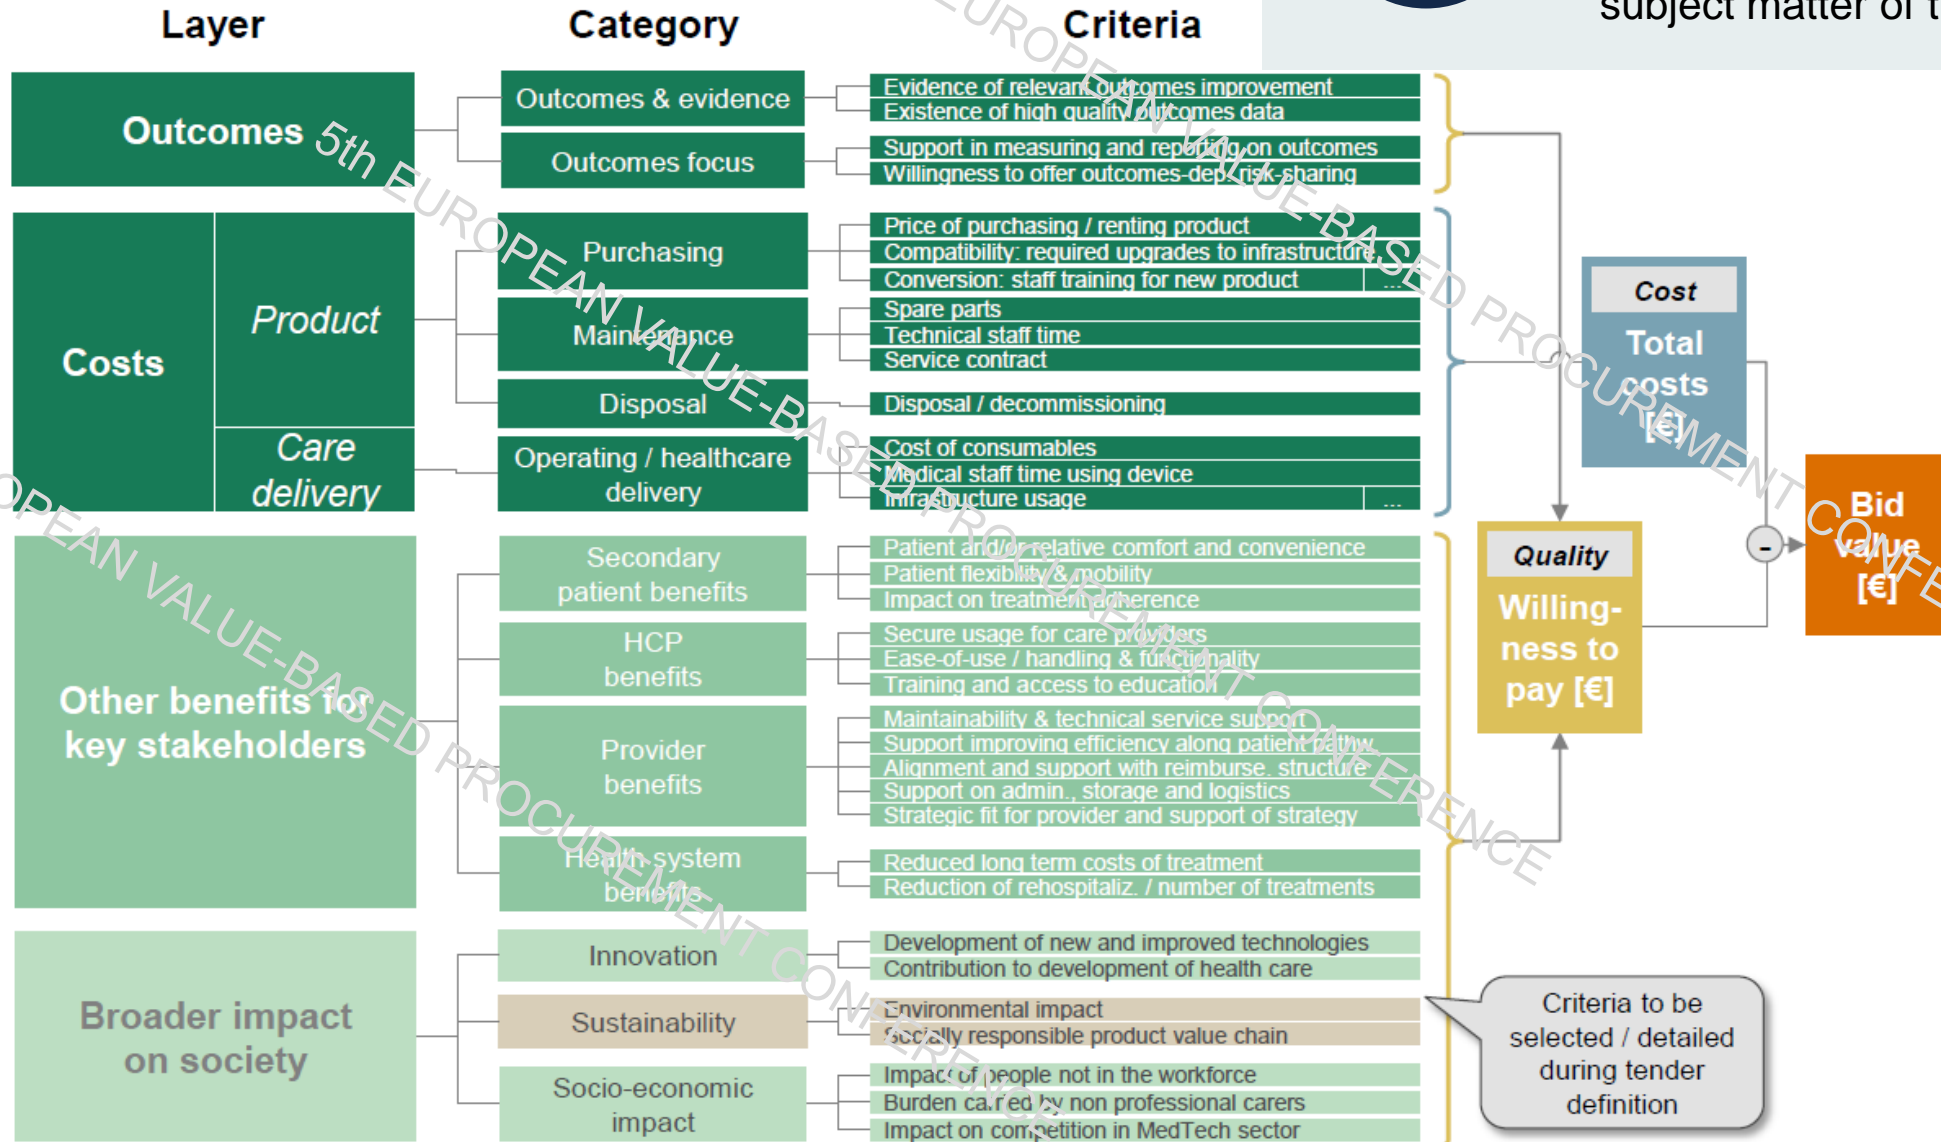 subject matter of t
Layer
Category
Criteria
Outcomes
Outcomes & evidence
Evidence of relevant outcomes improvement
Existence of high quality outcomes data
Outcomes focus
Support in measuring and reporting on outcomes
Willingness to offer outcomes-dep. risk-sharing
Costs
Product
Purchasing
Price of purchasing / renting product
Compatibility: required upgrades to infrastructure
Conversion: staff training for new product
...
Maintenance
Spare parts
Technical staff time
Service contract
Disposal
Disposal / decommissioning
Care
delivery
Operating / healthcare
delivery
Cost of consumables
Medical staff time using device
Infrastructure usage
...
Other benefits for
key stakeholders
Secondary
patient benefits
Patient and/or relative comfort and convenience
Patient flexibility & mobility
Impact on treatment adherence
HCP
benefits
Secure usage for care providers
Ease-of-use / handling & functionality
Training and access to education
Provider
benefits
Maintainability & technical service support
Support improving efficiency along patient pathw.
Alignment and support with reimburse. structure
Support on admin., storage and logistics
Strategic fit for provider and support of strategy
Health system
benefits
Reduced long term costs of treatment
Reduction of rehospitaliz. / number of treatments
Broader impact
on society
Innovation
Development of new and improved technologies
Contribution to development of health care
Sustainability
Environmental impact
Socially responsible product value chain
Socio-economic
impact
Impact of people not in the workforce
Burden carried by non professional carers
Impact on competition in MedTech sector
Cost
Total
costs
[€]
Quality
Willing-
ness to
pay [€]
-
Bid
value
[€]
Criteria to be
selected / detailed
during tender
definition
5th EUROPEAN VALUE-BASED PROCUREMENT CONFERENCE
EUROPEAN VALUE-BASED PROCUREMENT CONFE
OPEAN VALUE-BASED PROCUREMENT CONFERENCE